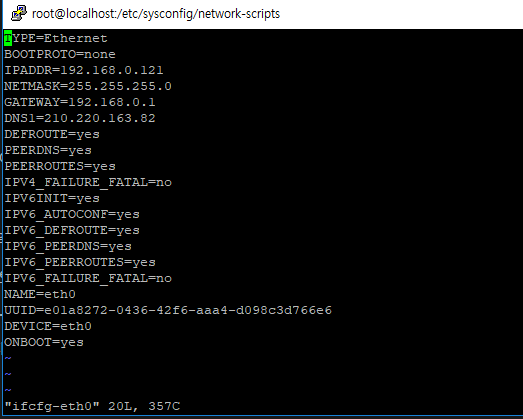 root@localhost:/etc/sysconfig/network-scripts
TYPE=Ethernet
BOOTPROTO=none
IPADDR=192.168.0.121
NETMASK=255.255.255.0
GATEWAY=192.168.0.1
DNS1=210.220.163.82
DEFROUTE=yes
PEERDNS=yes
PEERROUTES=yes
IPV4_FAILURE_FATAL=no
IPV6INIT=yes
IPV6_AUTOCONF=yes
IPV6_DEFROUTE=yes
IPV6_PEERDNS=yes
IPV6_PEERROUTES=yes
IPV6_FAILURE_FATAL=no
NAME=eth0
UUID=e01a8272-0436-42f6-aaa4-d098c3d766e6
DEVICE=eth0
ONBOOT=yes
~
~
~
"ifcfg-eth0" 20L, 357C